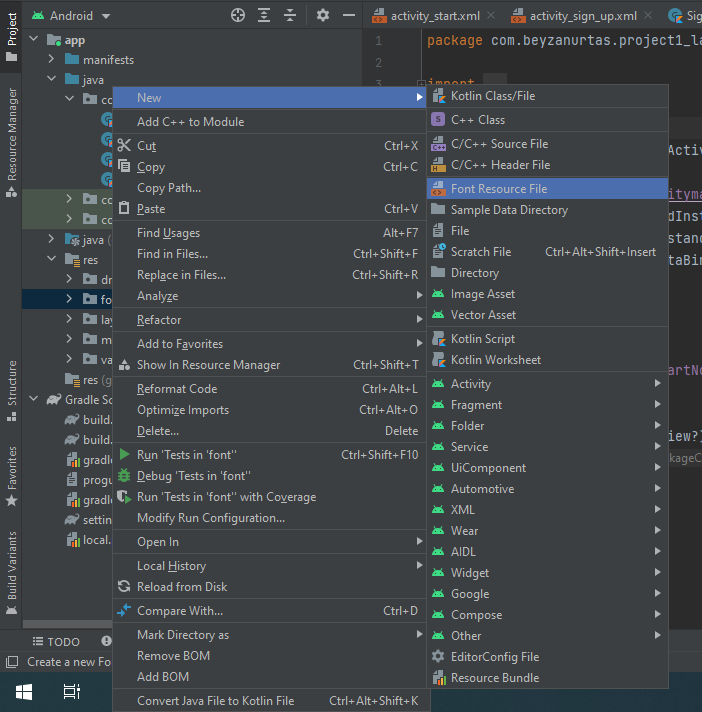 Project
Resource Manager
Structure
Favorites
Build Variants
Android
app
manifests
java
co
co
co
java (
res
dr
fo
lay
m
va
res (g
Gradle Sc
build.
build.
gradle
progu
gradle
settin
local.
TODO
Create a new Fo
activity_start.xml
activity_sign_up.xml
Sig
1
package com.beyzanurtas.project1_la
3
import ...
Activ
ityma
dInst
stanc
taBin
artNo
iew?)
ckageC
New
Add C++ to Module
Cut Ctrl+X
Copy Ctrl+C
Copy Path...
Paste Ctrl+V
Find Usages Alt+F7
Find in Files... Ctrl+Shift+F
Replace in Files... Ctrl+Shift+R
Analyze
Refactor
Add to Favorites
Show In Resource Manager Ctrl+Shift+T
Reformat Code Ctrl+Alt+L
Optimize Imports Ctrl+Alt+O
Delete... Delete
Run 'Tests in 'font'' Ctrl+Shift+F10
Debug 'Tests in 'font''
Run 'Tests in 'font'' with Coverage
Modify Run Configuration...
Open In
Local History
Reload from Disk
Compare With... Ctrl+D
Mark Directory as
Remove BOM
Add BOM
Convert Java File to Kotlin File Ctrl+Alt+Shift+K
Kotlin Class/File
C++ Class
C/C++ Source File
C/C++ Header File
Font Resource File
Sample Data Directory
File
Scratch File Ctrl+Alt+Shift+Insert
Directory
Image Asset
Vector Asset
Kotlin Script
Kotlin Worksheet
Activity
Fragment
Folder
Service
UiComponent
Automotive
XML
Wear
AIDL
Widget
Google
Compose
Other
EditorConfig File
Resource Bundle